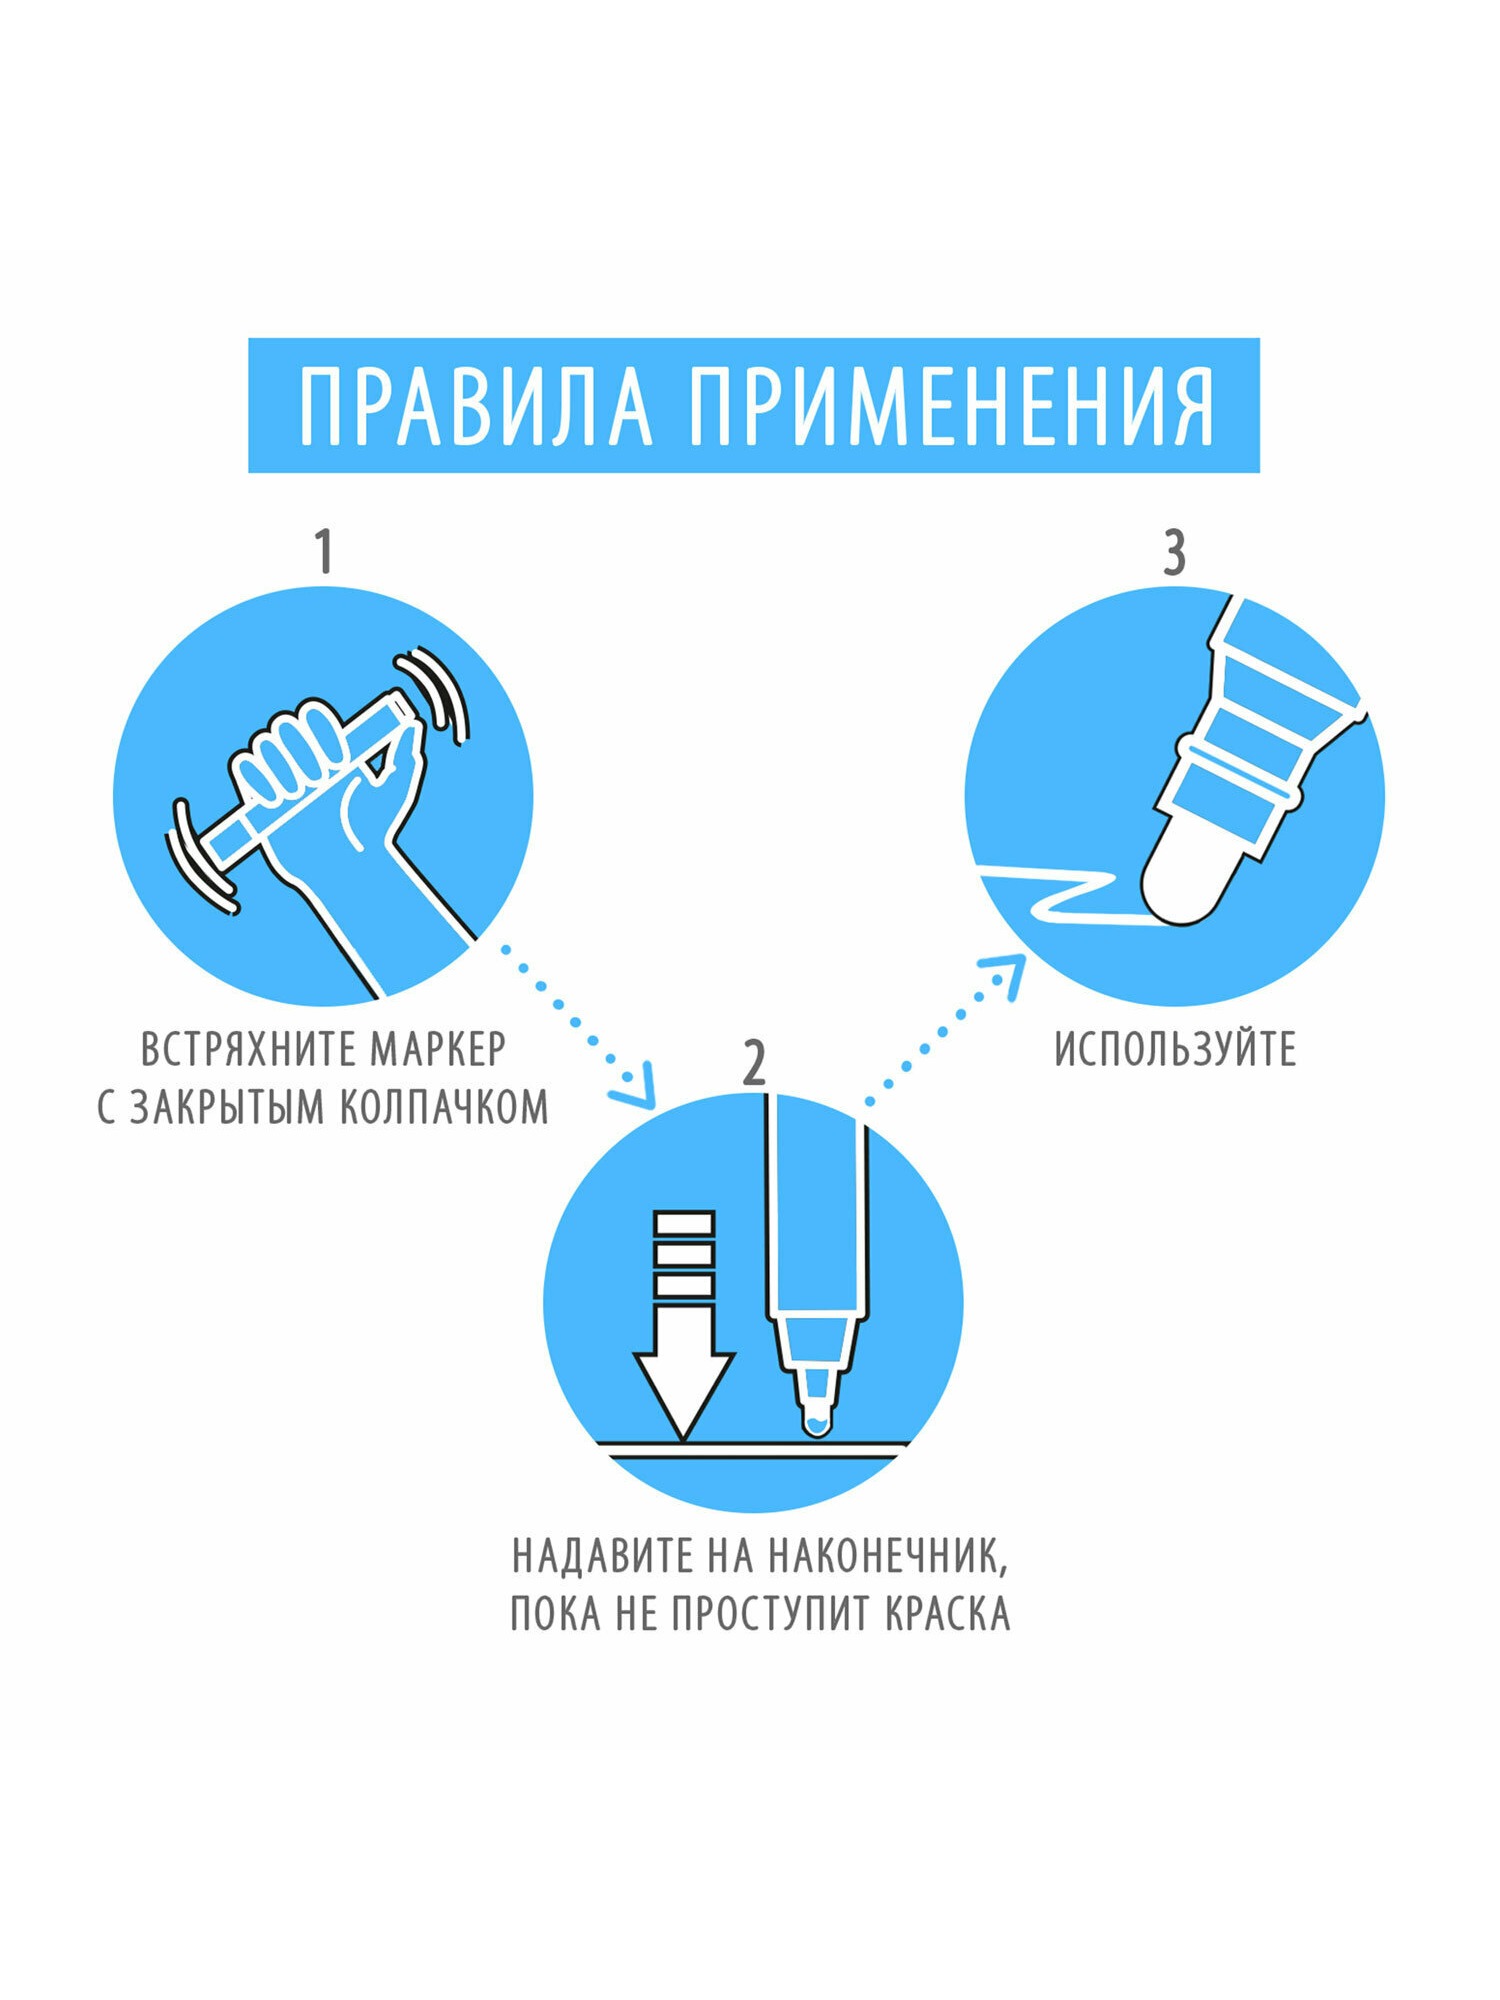 ПРАВИЛА ПРИМЕНЕНИЯ
1
ВСТРЯХНИТЕ МАРКЕР
С ЗАКРЫТЫМ КОЛПАЧКОМ
2
НАДАВИТЕ НА НАКОНЕЧНИК,
ПОКА НЕ ПРОСТУПИТ КРАСКА
3
ИСПОЛЬЗУЙТЕ